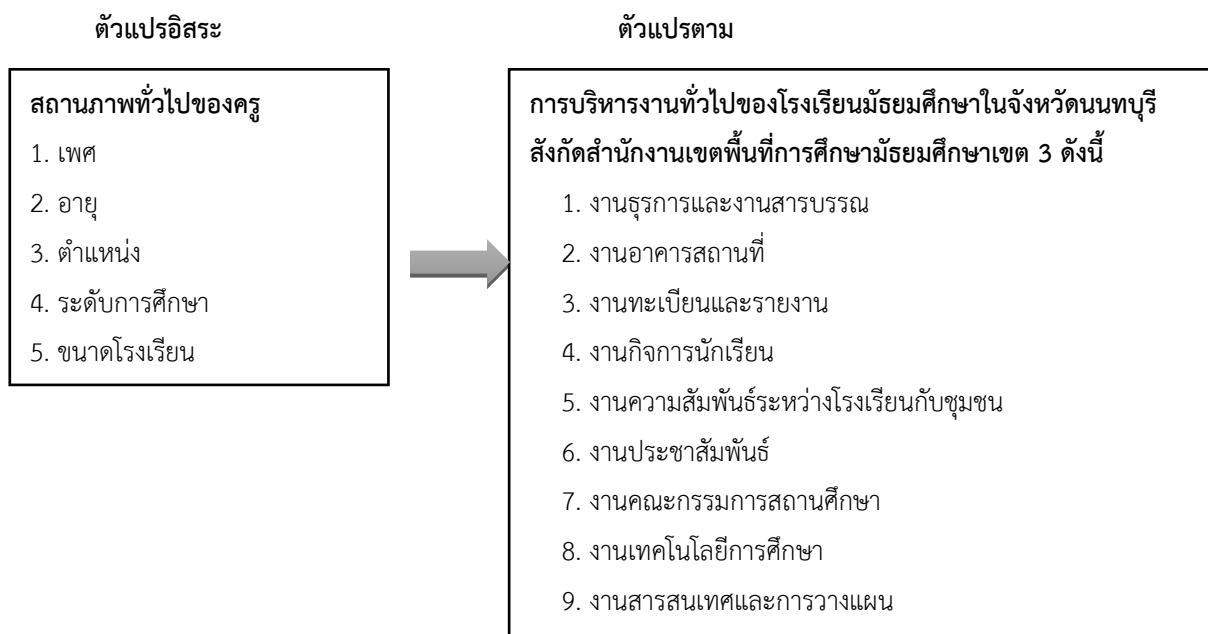 ตัวแปรอิสระ
ตัวแปรตาม
สถานภาพทั่วไปของครู
1. เพศ
2. อายุ
3. ตำแหน่ง
4. ระดับการศึกษา
5. ขนาดโรงเรียน
การบริหารงานทั่วไปของโรงเรียนมัธยมศึกษาในจังหวัดนนทบุรี
สังกัดสำนักงานเขตพื้นที่การศึกษามัธยมศึกษาเขต 3 ดังนี้
1. งานธุรการและงานสารบรรณ
2. งานอาคารสถานที่
3. งานทะเบียนและรายงาน
4. งานกิจการนักเรียน
5. งานความสัมพันธ์ระหว่างโรงเรียนกับชุมชน
6. งานประชาสัมพันธ์
7. งานคณะกรรมการสถานศึกษา
8. งานเทคโนโลยีการศึกษา
9. งานสารสนเทศและการวางแผน